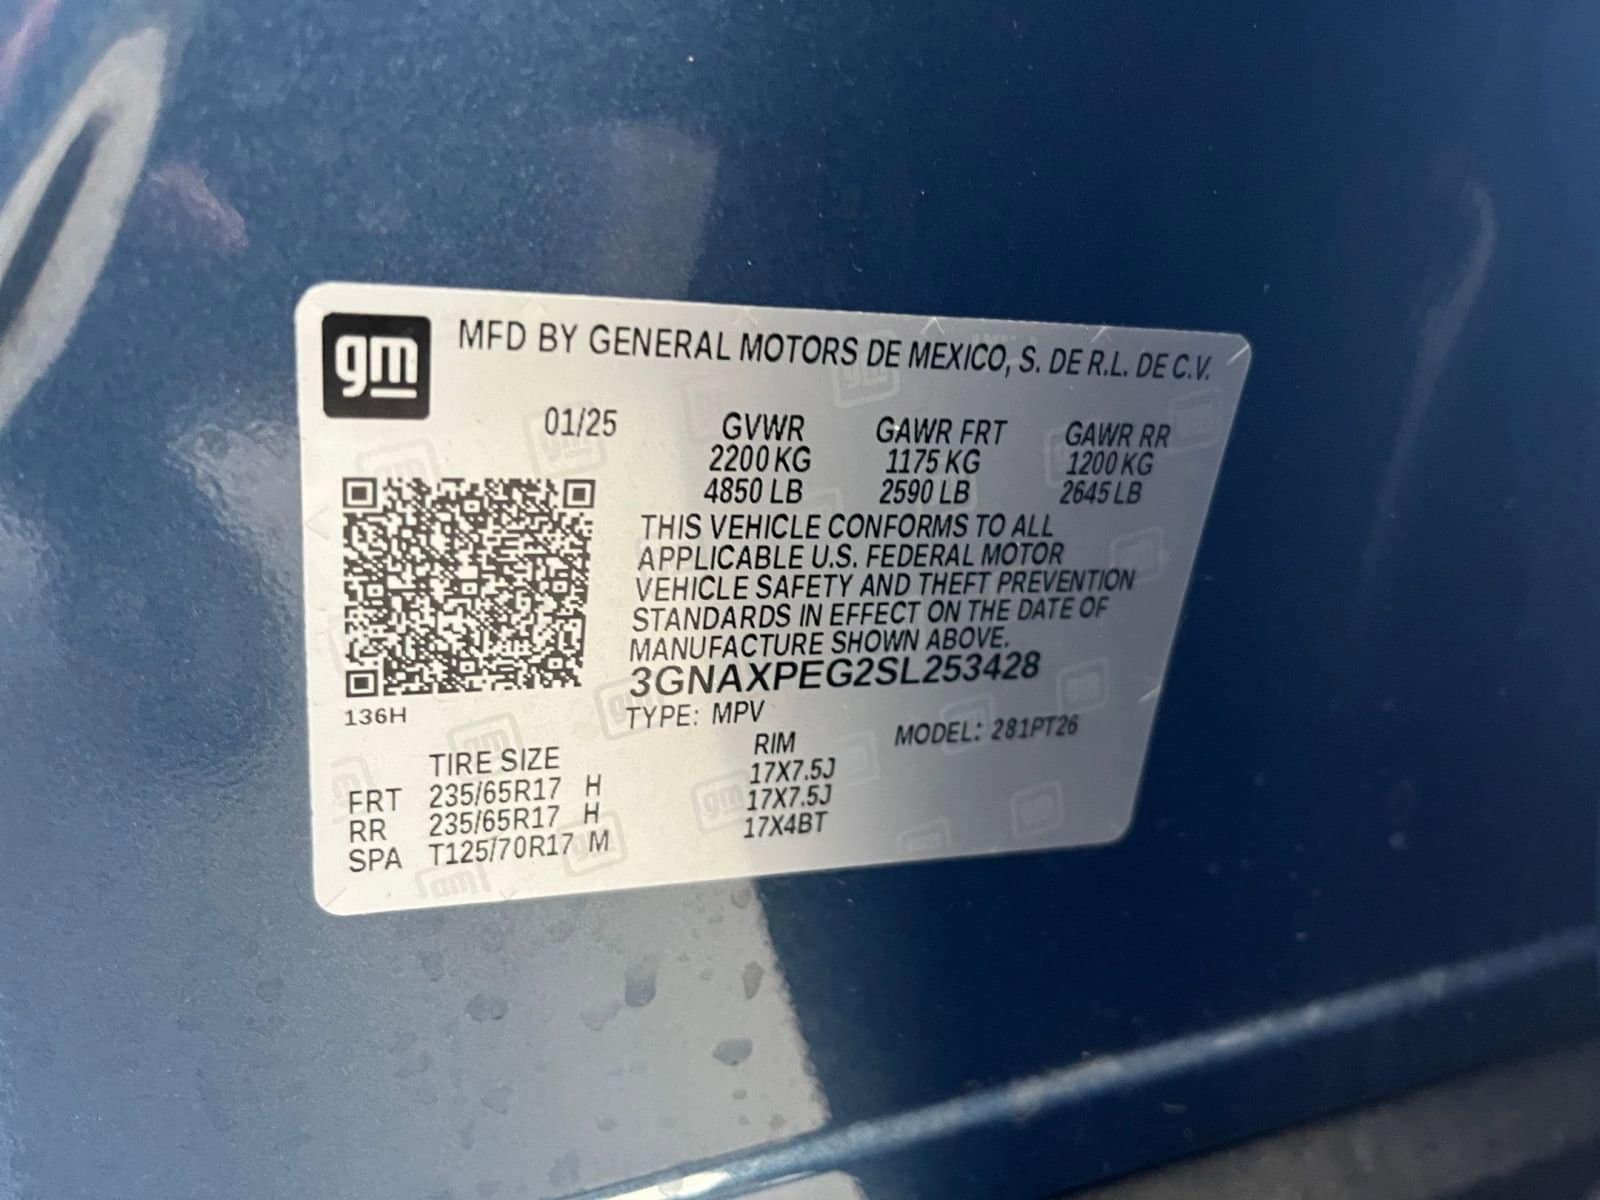 gm
MFD BY GENERAL MOTORS DE MEXICO, S. DE R.L. DE C.V.
01/25
GVWR GAWR FRT GAWR RR
2200 KG 1175 KG 1200 KG
4850 LB 2590 LB 2645 LB
THIS VEHICLE CONFORMS TO ALL
APPLICABLE U.S. FEDERAL MOTOR
VEHICLE SAFETY AND THEFT PREVENTION
STANDARDS IN EFFECT ON THE DATE OF
MANUFACTURE SHOWN ABOVE.
3GNAXPEG2SL253428
136H
TYPE: MPV MODEL: 281PT26
TIRE SIZE RIM
FRT 235/65R17 H 17X7.5J
RR 235/65R17 H 17X7.5J
SPA T125/70R17 M 17X4BT